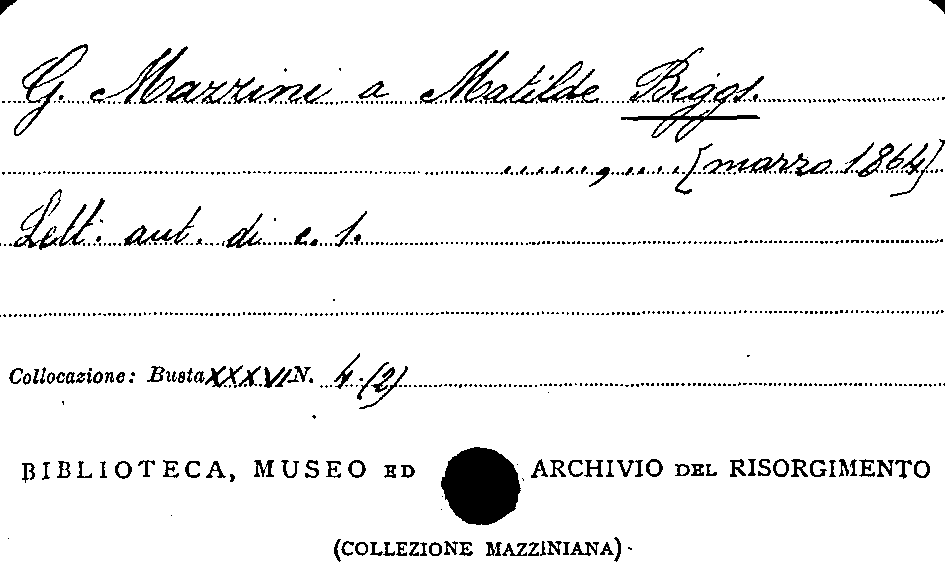 G. Mazzini a Matilde Biggs.
......, .... [marzo 1864]
Lett. aut. di c. 1.
Collocazione: Busta XXXVI N. 4 (2)
BIBLIOTECA, MUSEO ED ARCHIVIO DEL RISORGIMENTO
(COLLEZIONE MAZZINIANA)